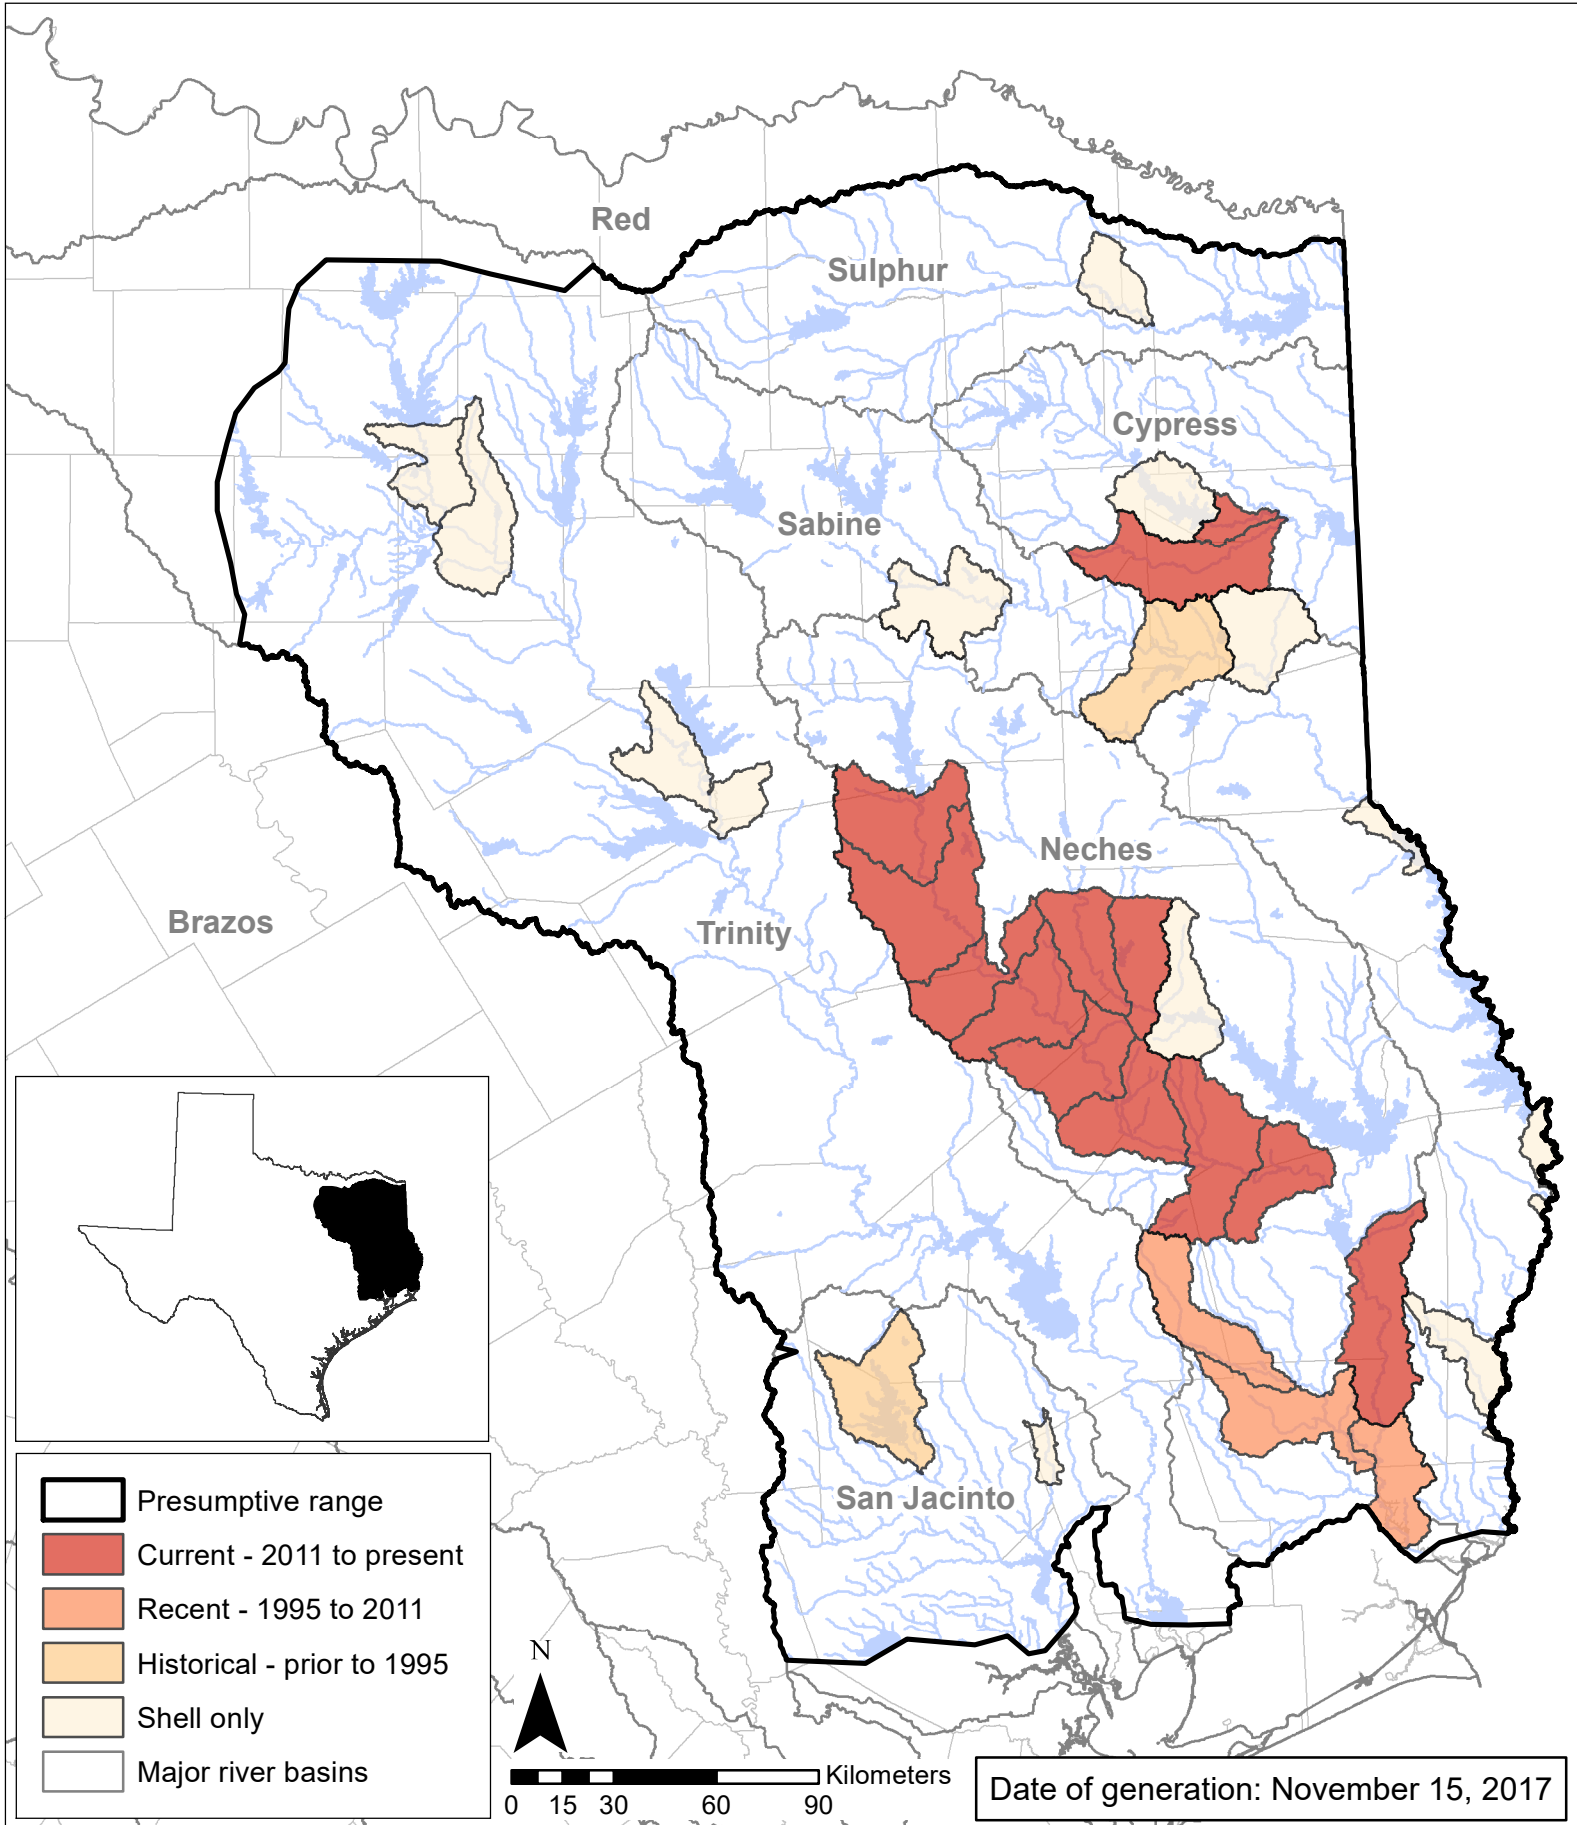 Red
Sulphur
Cypress
Sabine
Neches
Brazos
Trinity
San Jacinto
Presumptive range
Current - 2011 to present
Recent - 1995 to 2011
Historical - prior to 1995
Shell only
Major river basins
N
Kilometers
0 15 30 60 90
Date of generation: November 15, 2017